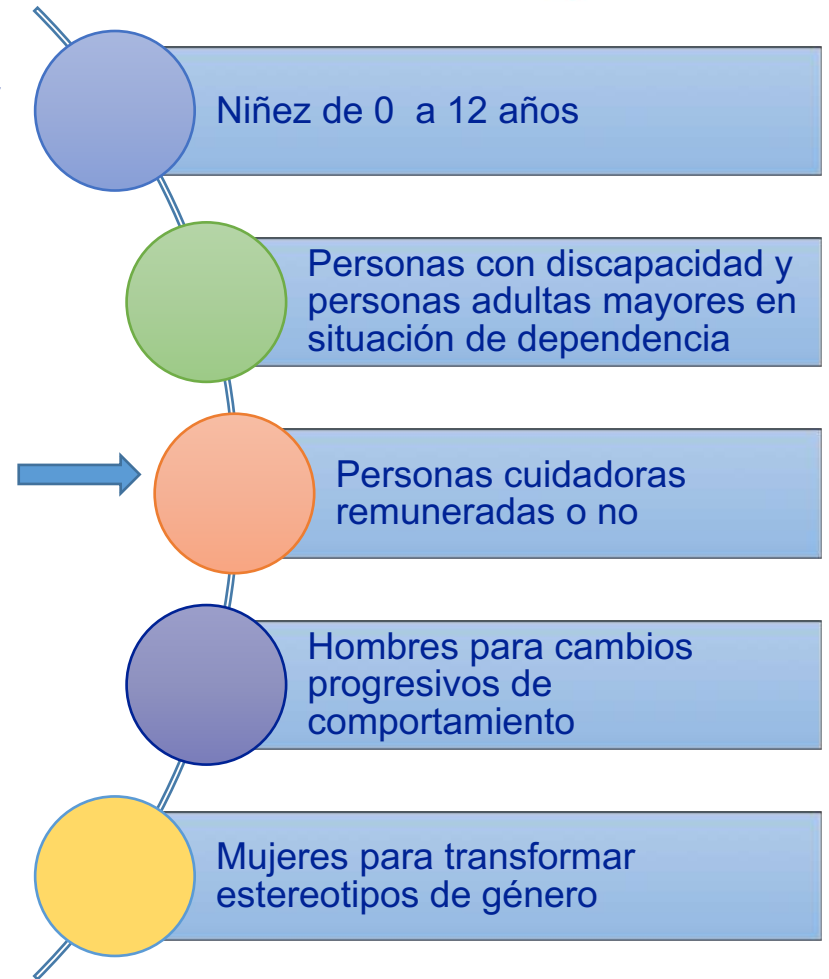 Niñez de 0 a 12 años
Personas con discapacidad y
personas adultas mayores en
situación de dependencia
Personas cuidadoras
remuneradas o no
Hombres para cambios
progresivos de
comportamiento
Mujeres para transformar
estereotipos de género